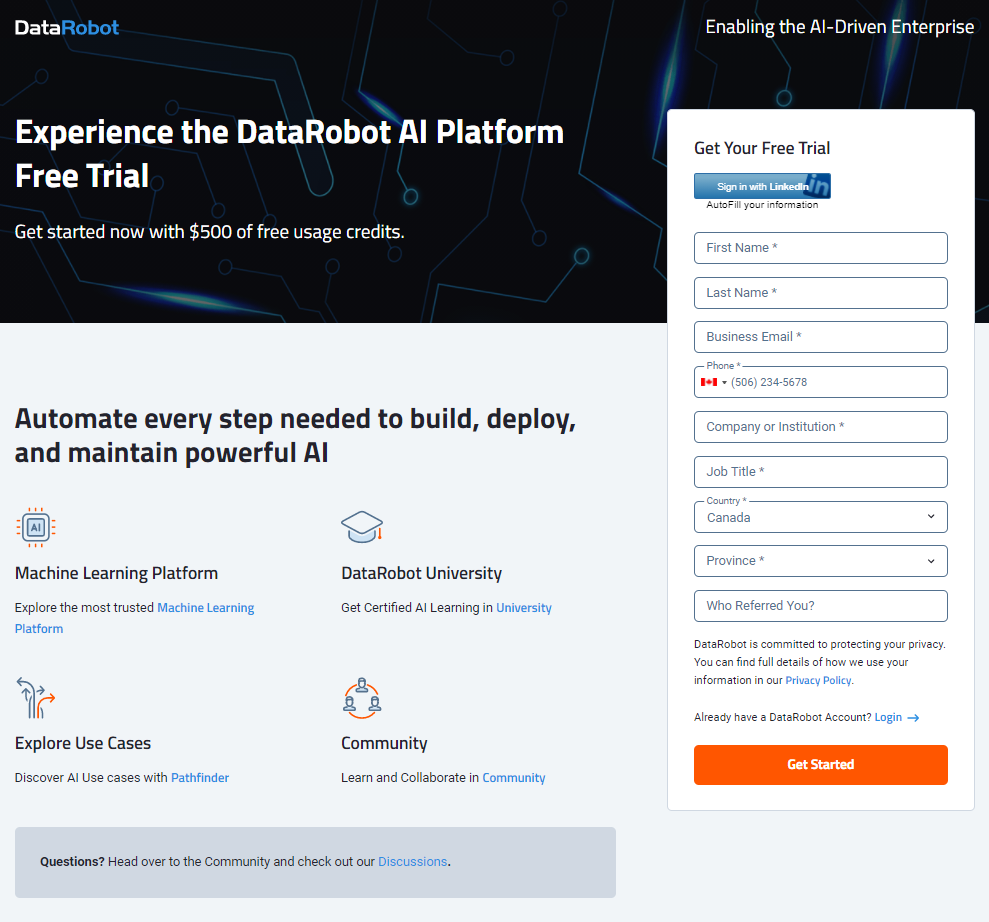 DataRobot
Enabling the AI-Driven Enterprise
Experience the DataRobot AI Platform
Free Trial
Get started now with $500 of free usage credits.
Get Your Free Trial
Sign in with LinkedIn
in
AutoFill your information
First Name *
Last Name *
Business Email *
Phone *
(506) 234-5678
Company or Institution *
Job Title *
Country *
Canada
Province *
Who Referred You?
DataRobot is committed to protecting your privacy.
You can find full details of how we use your
information in our Privacy Policy.
Already have a DataRobot Account? Login →
Get Started
Automate every step needed to build, deploy,
and maintain powerful AI
AI
Machine Learning Platform
Explore the most trusted Machine Learning
Platform
DataRobot University
Get Certified AI Learning in University
Explore Use Cases
Discover AI Use cases with Pathfinder
Community
Learn and Collaborate in Community
Questions? Head over to the Community and check out our Discussions.